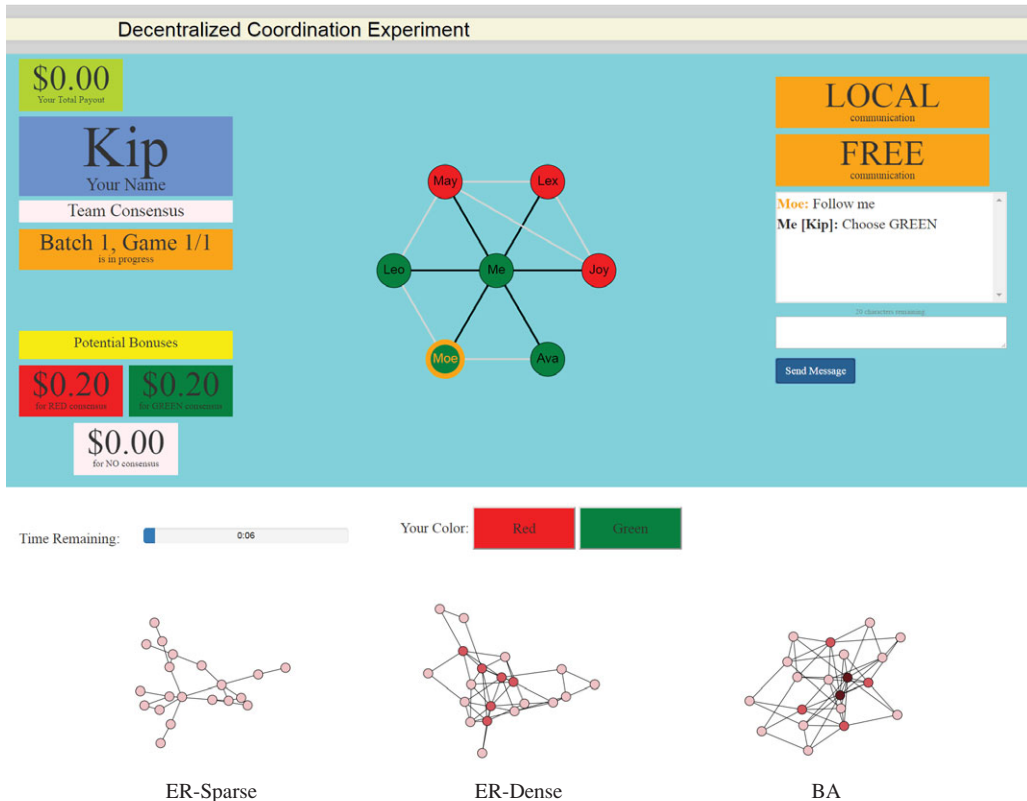 Decentralized Coordination Experiment
$0.00
Your Total Payout
Kip
Your Name
Team Consensus
Batch 1, Game 1/1
is in progress
Potential Bonuses
$0.20
for RED consensus
$0.20
for GREEN consensus
$0.00
for NO consensus
May
Lex
Leo
Me
Joy
Moe
Ava
LOCAL
communication
FREE
communication
Moe: Follow me
Me [Kip]: Choose GREEN
20 characters remaining
Send Message
Time Remaining:
0:06
Your Color:
Red
Green
ER-Sparse
ER-Dense
BA